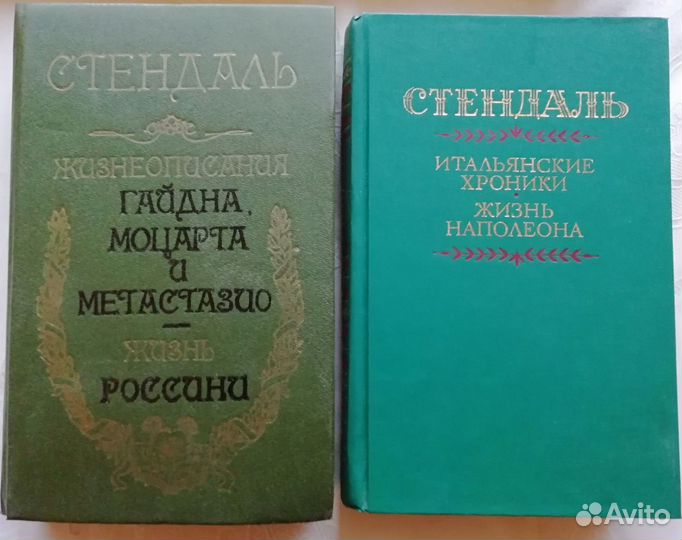 СТЕНДАЛЬ
ЖИЗНЕОПИСАНИЯ
ГАЙДНА,
МОЦАРТА
И
МЕТАСТАЗИО
ЖИЗНЬ
РОССИНИ
СТЕНДАЛЬ
ИТАЛЬЯНСКИЕ
ХРОНИКИ
ЖИЗНЬ
НАПОЛЕОНА
Avito